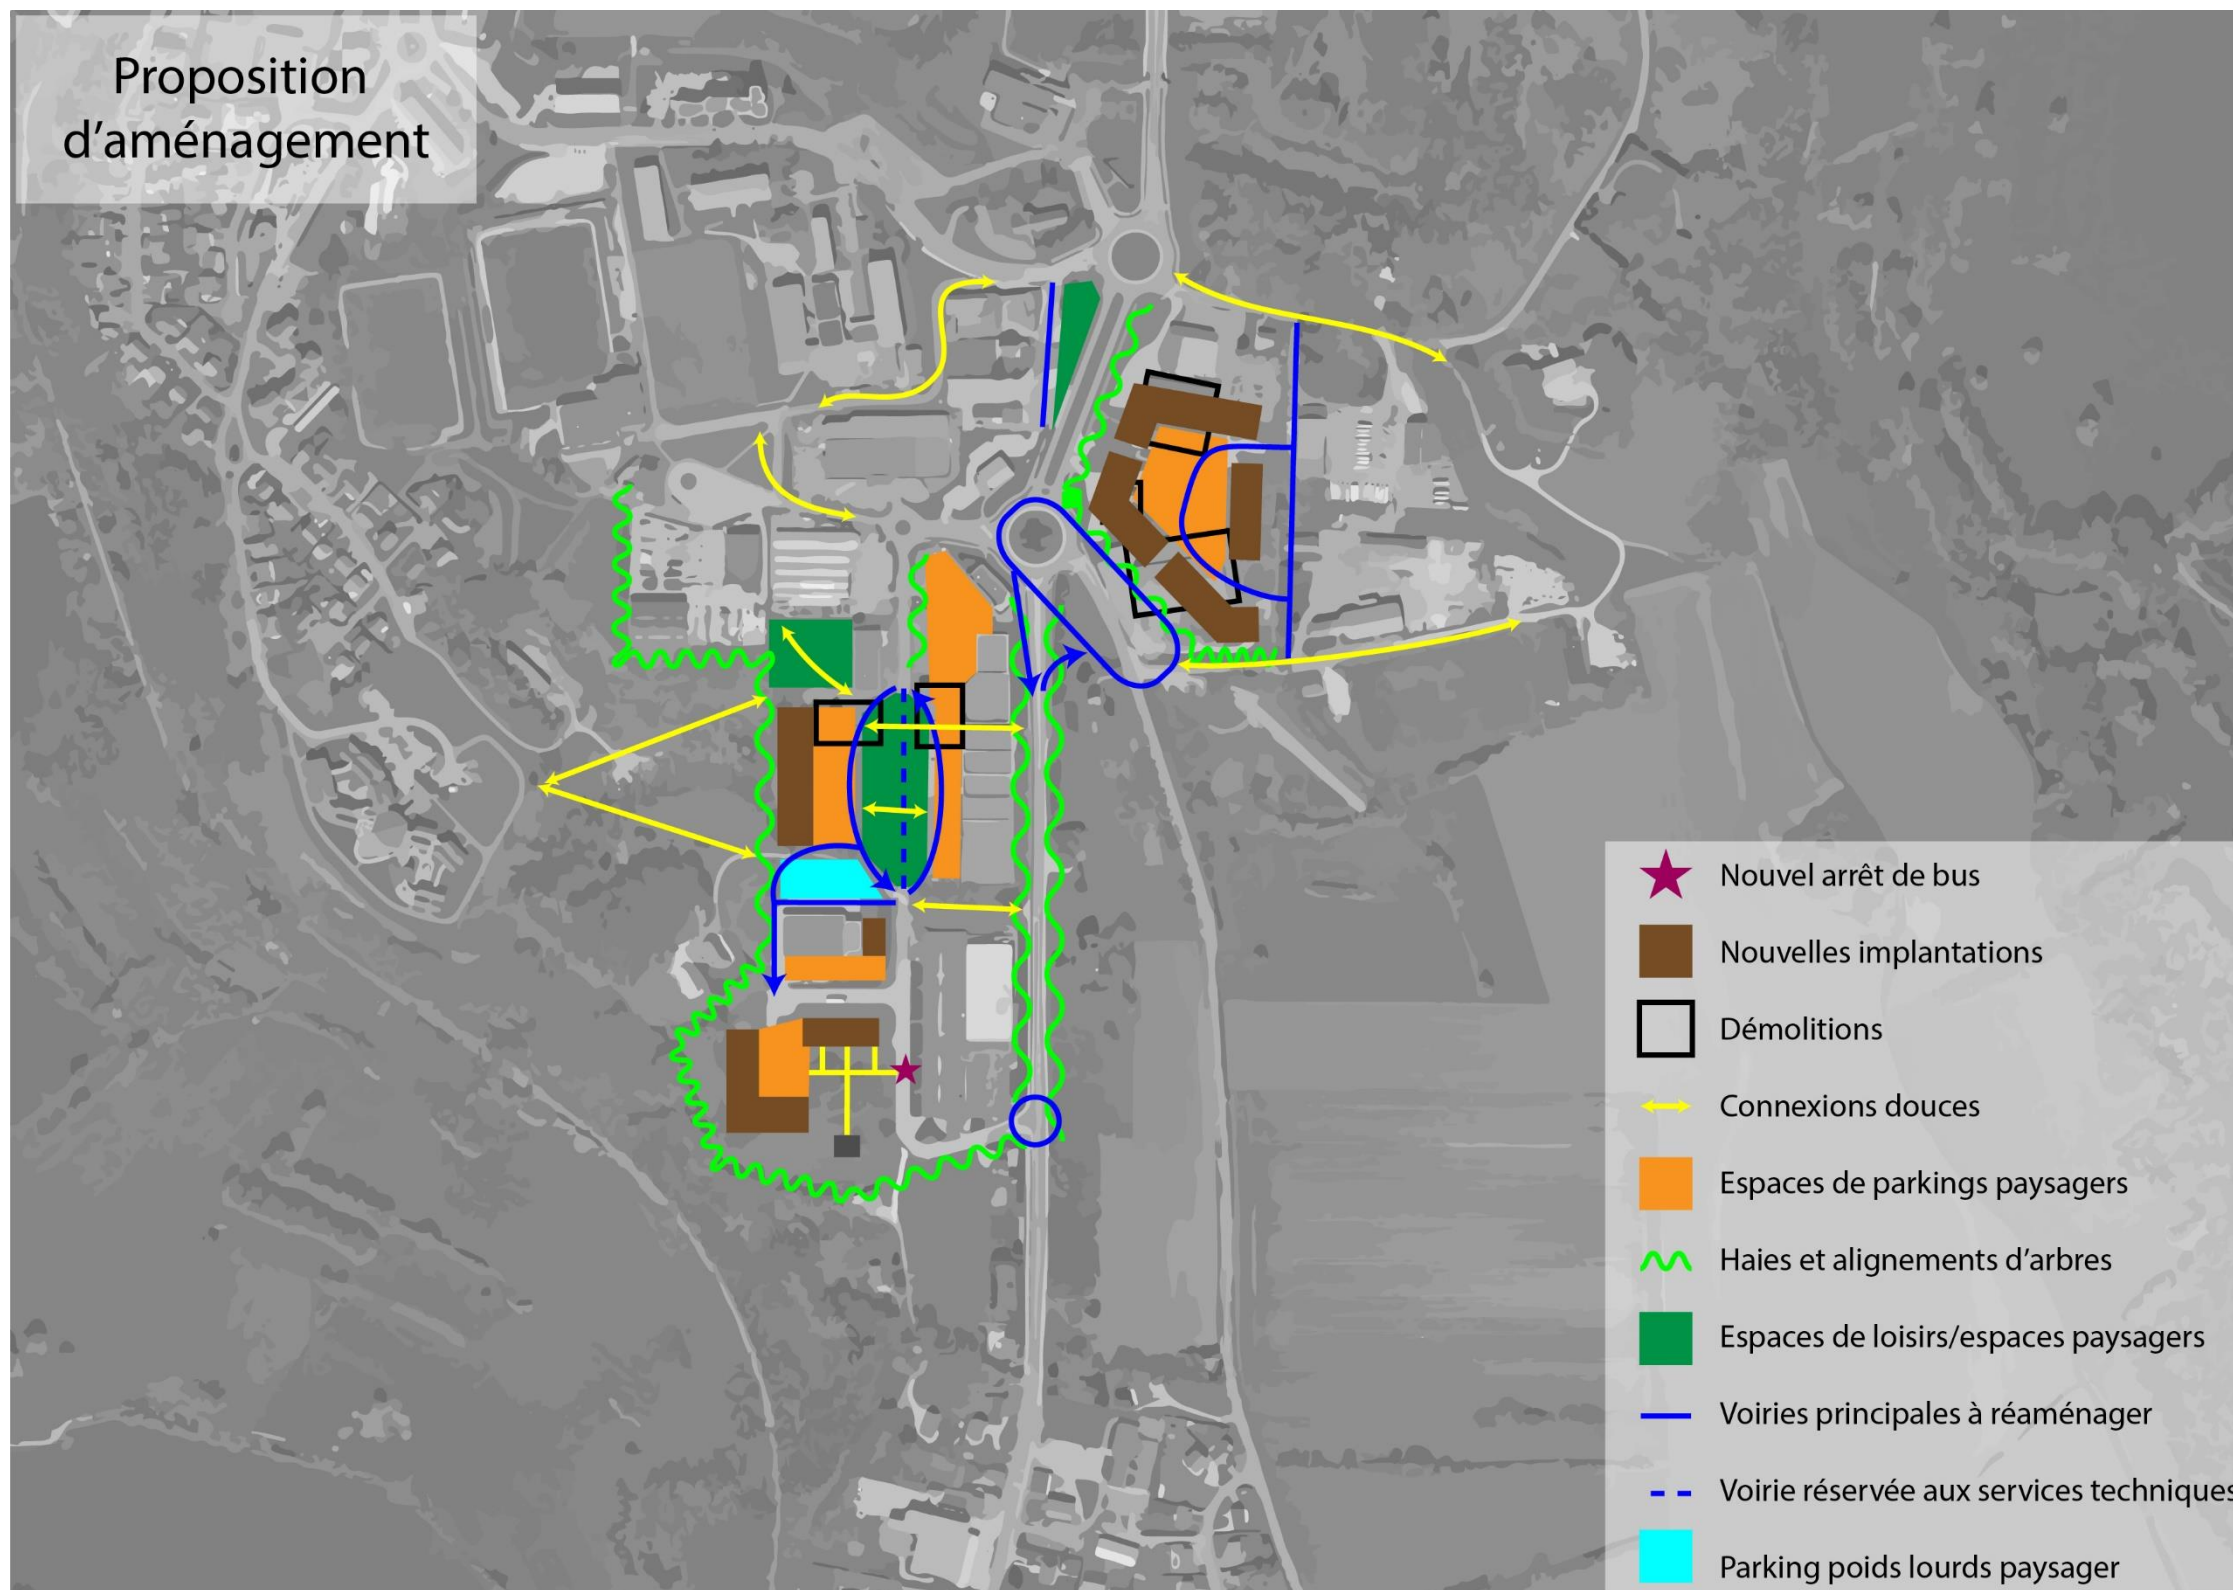 Proposition
d'aménagement
Nouvel arrêt de bus
Nouvelles implantations
Démolitions
Connexions douces
Espaces de parkings paysagers
Haies et alignements d'arbres
Espaces de loisirs/espaces paysagers
Voiries principales à réaménager
Voirie réservée aux services techniques
Parking poids lourds paysager